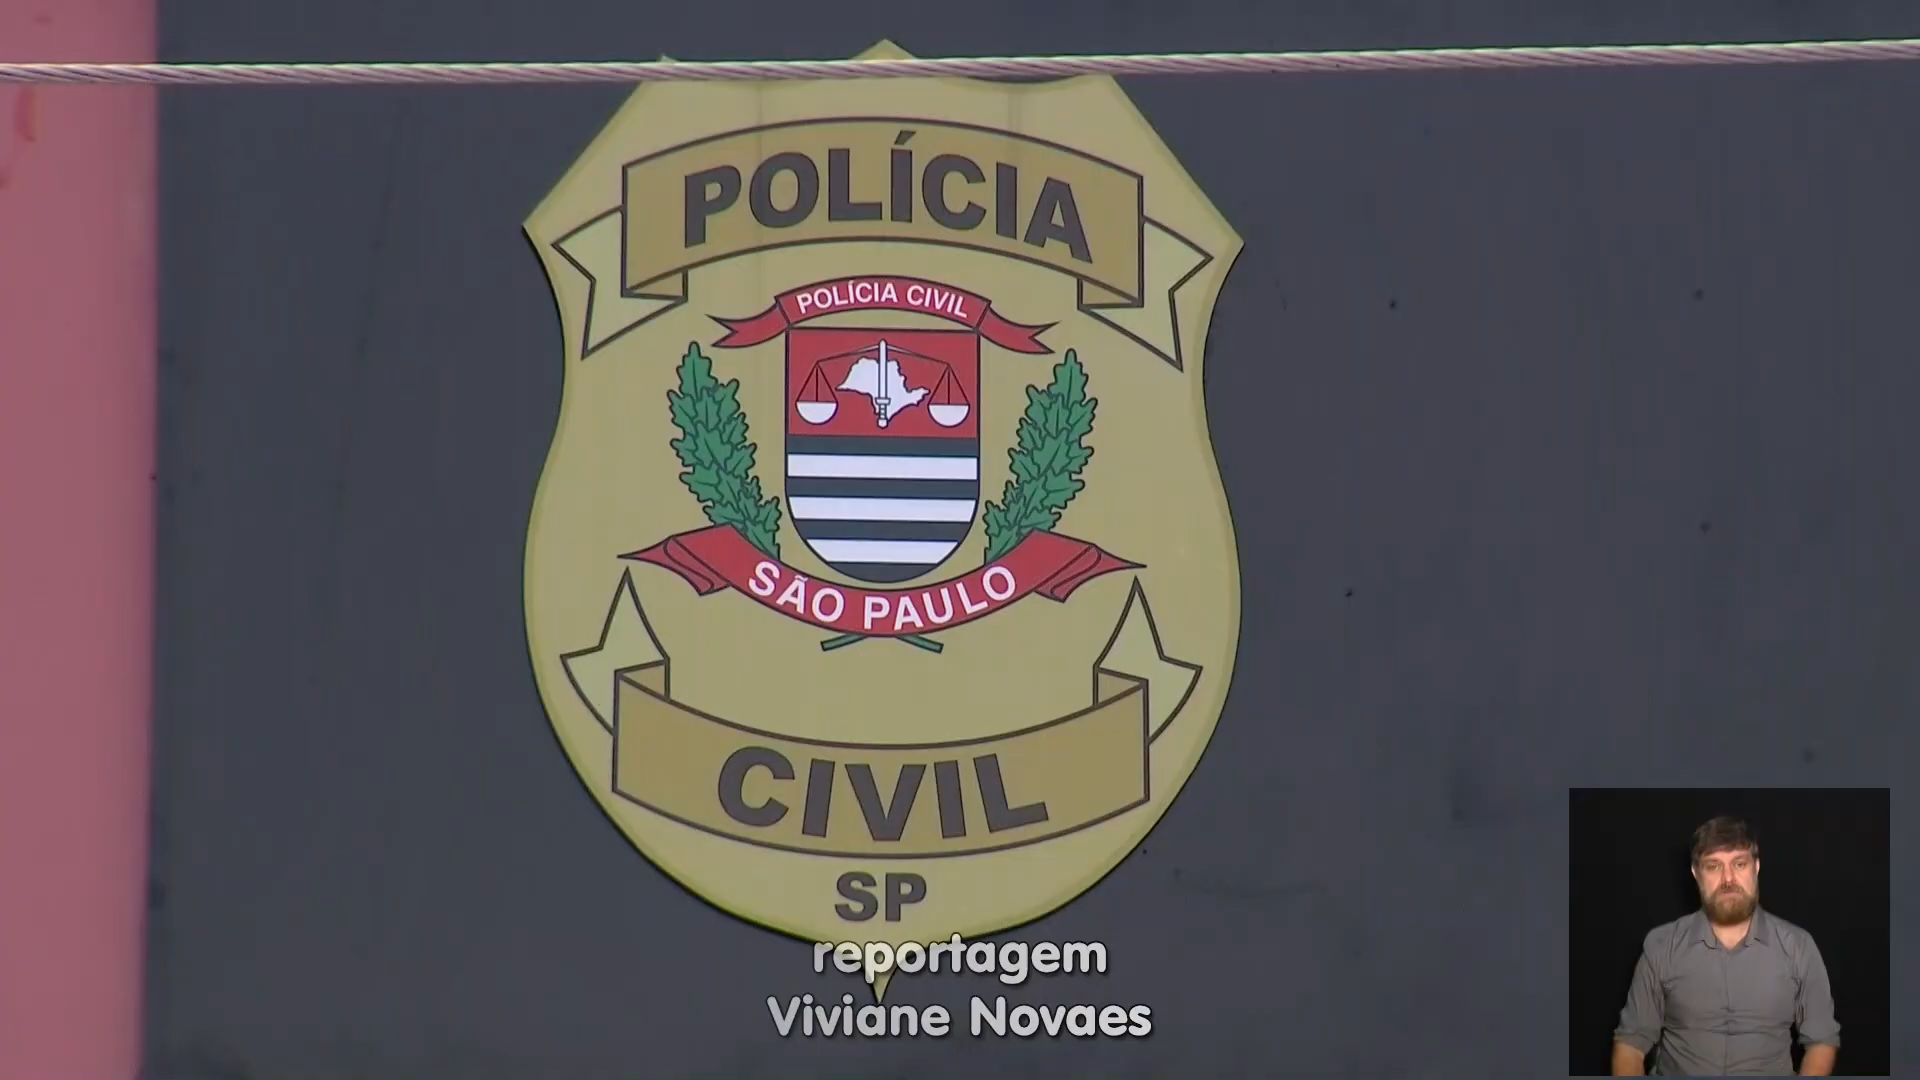 POLÍCIA
POLÍCIA CIVIL
SÃO PAULO
CIVIL
SP
reportagem
Viviane Novaes